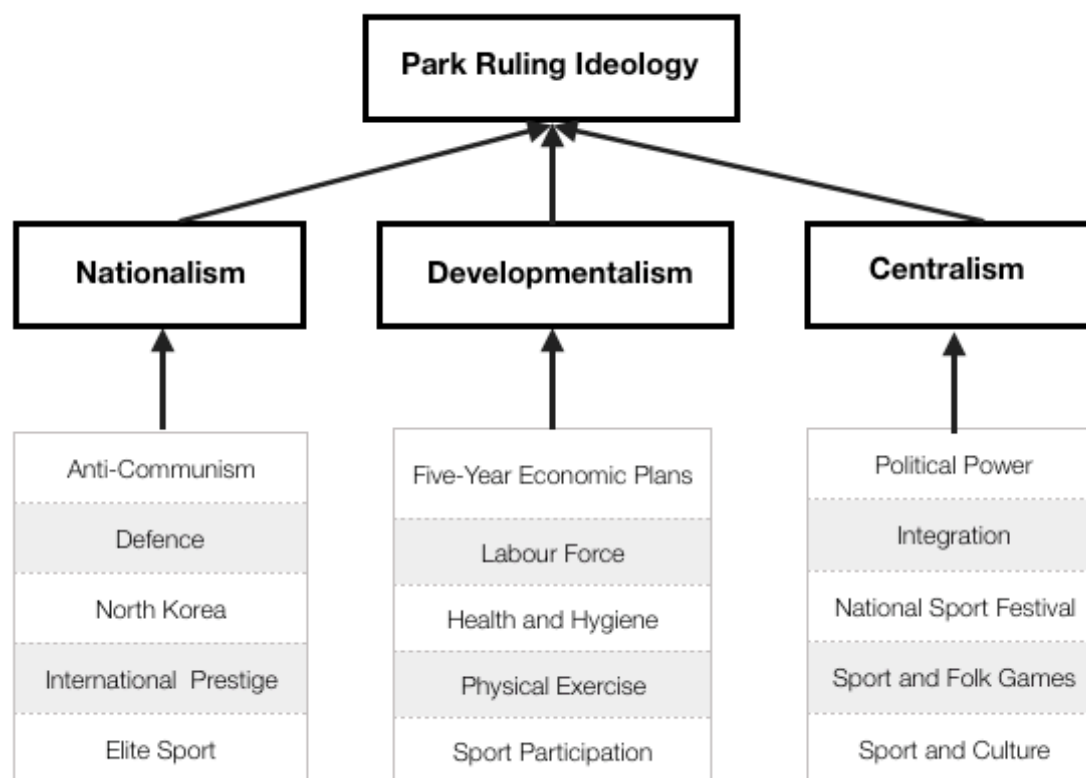 Park Ruling Ideology
Nationalism
Developmentalism
Centralism
Anti-Communism
Defence
North Korea
International Prestige
Elite Sport
Five-Year Economic Plans
Labour Force
Health and Hygiene
Physical Exercise
Sport Participation
Political Power
Integration
National Sport Festival
Sport and Folk Games
Sport and Culture